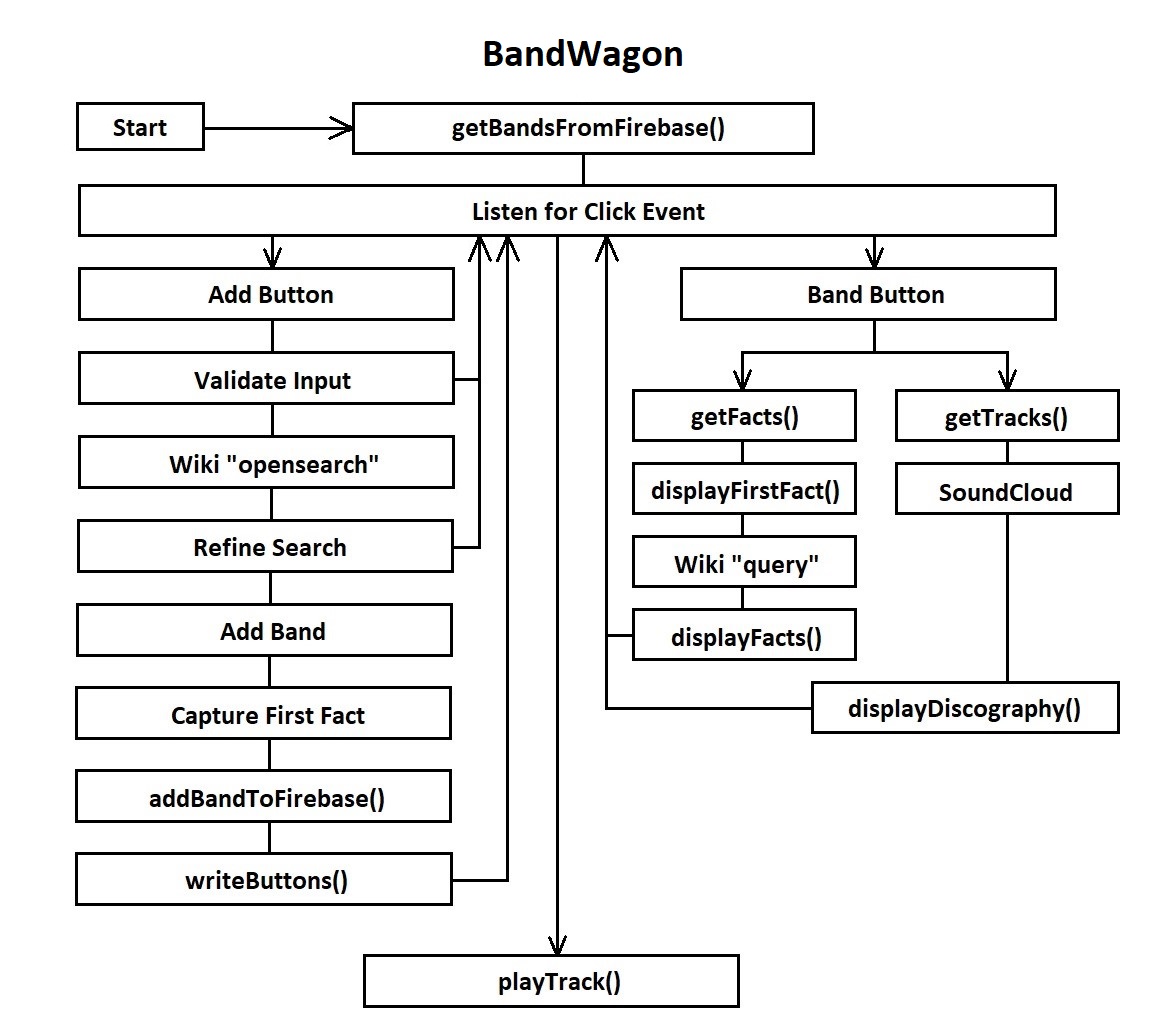 BandWagon
Start
getBandsFromFirebase()
Listen for Click Event
Add Button
Validate Input
Wiki "opensearch"
Refine Search
Add Band
Capture First Fact
addBandToFirebase()
writeButtons()
playTrack()
Band Button
getFacts()
displayFirstFact()
Wiki "query"
displayFacts()
getTracks()
SoundCloud
displayDiscography()